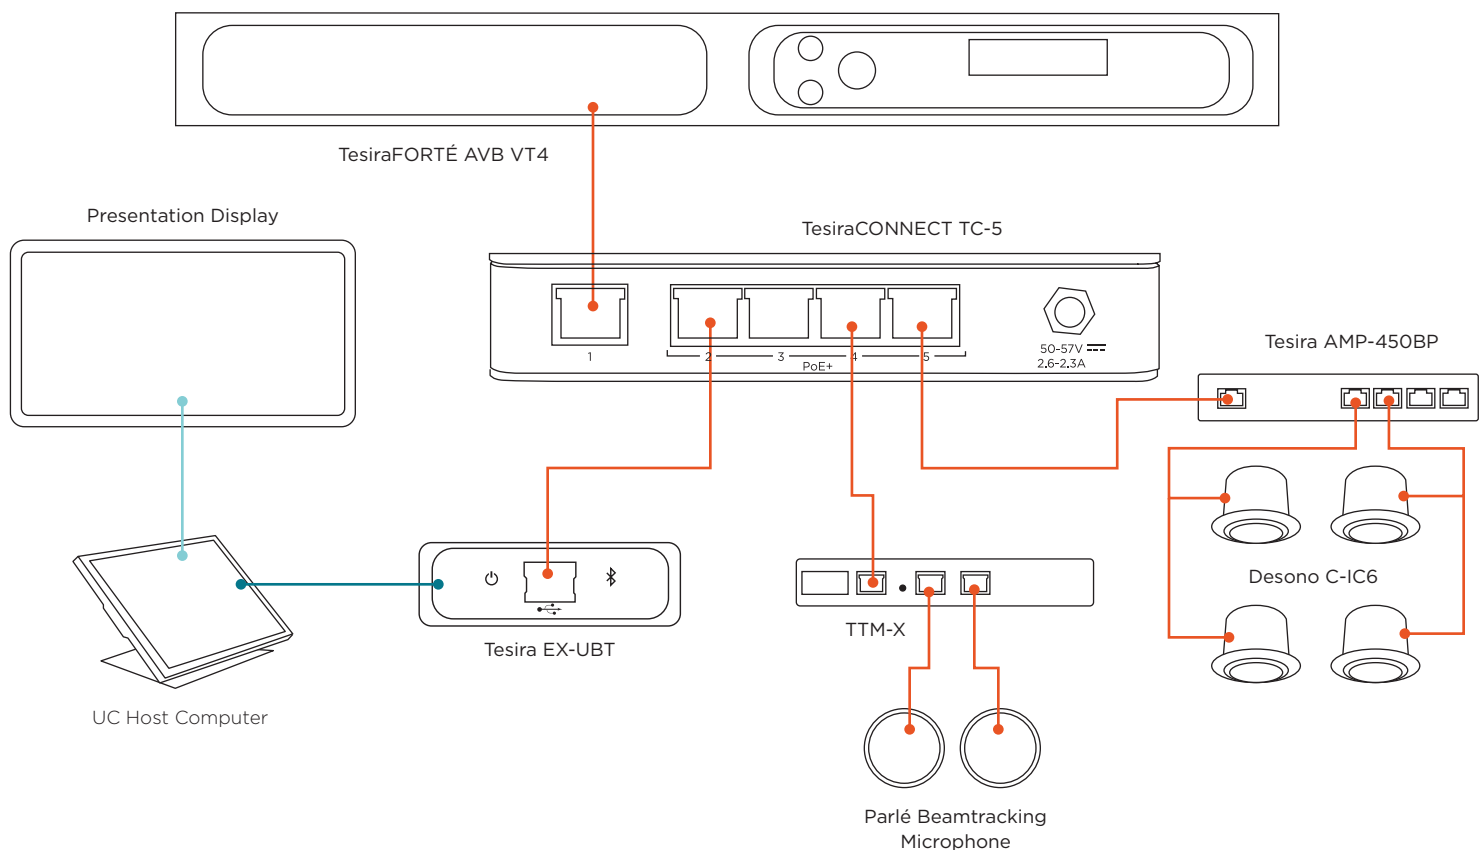 TesiraFORTÉ AVB VT4
Presentation Display
TesiraCONNECT TC-5
1
2
3
4
5
PoE+
50-57V
2.6-2.3A
Tesira AMP-450BP
Desono C-IC6
TTM-X
Tesira EX-UBT
UC Host Computer
Parlé Beamtracking
Microphone